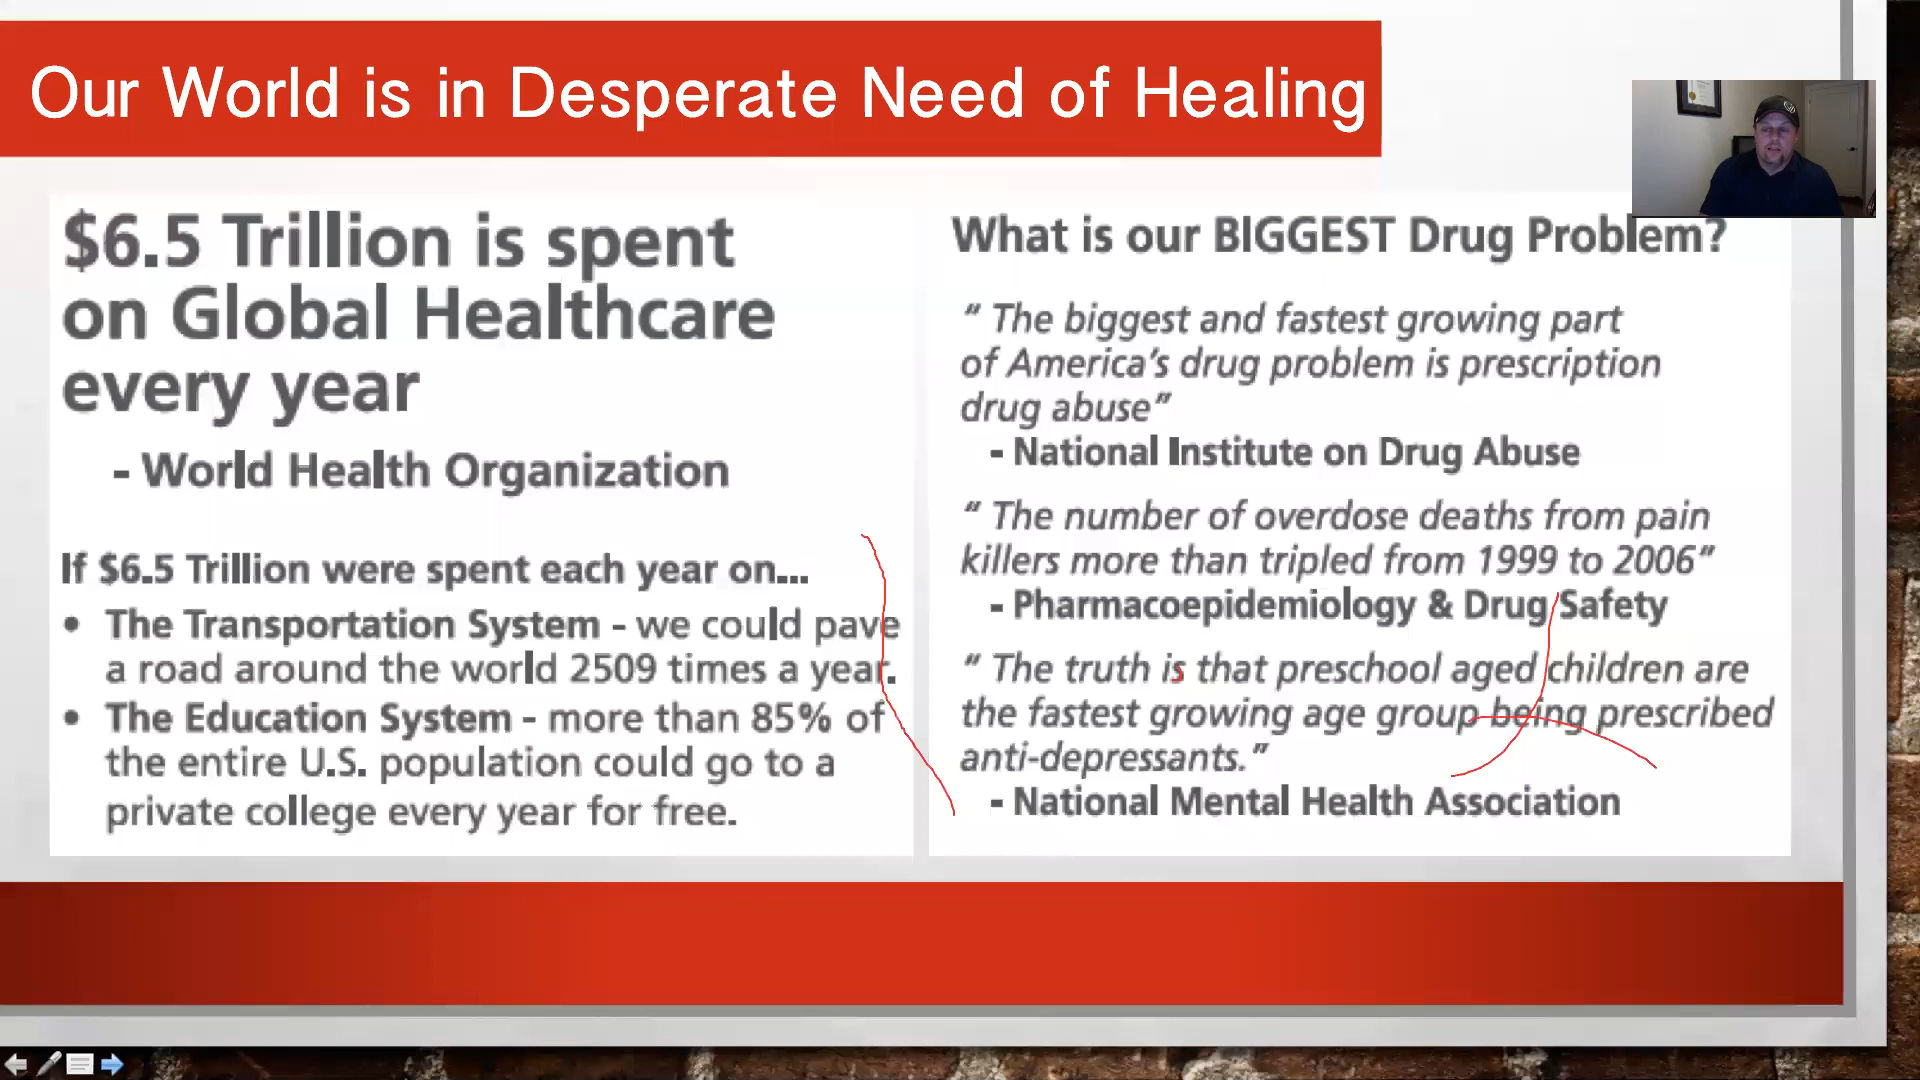 Our World is in Desperate Need of Healing
$6.5 Trillion is spent
on Global Healthcare
every year
- World Health Organization
If $6.5 Trillion were spent each year on...
• The Transportation System - we could pave
a road around the world 2509 times a year.
• The Education System - more than 85% of
the entire U.S. population could go to a
private college every year for free.
What is our BIGGEST Drug Problem?
“ The biggest and fastest growing part
of America’s drug problem is prescription
drug abuse”
- National Institute on Drug Abuse
“ The number of overdose deaths from pain
killers more than tripled from 1999 to 2006”
- Pharmacoepidemiology & Drug Safety
“ The truth is that preschool aged children are
the fastest growing age group being prescribed
anti-depressants.”
- National Mental Health Association